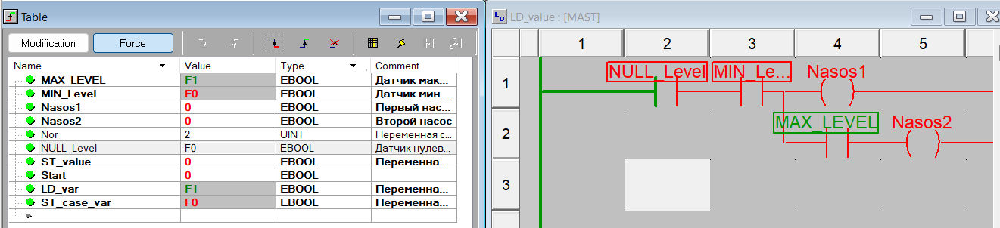 Table
Modification Force
Name Value Type Comment
MAX_LEVEL F1 EBOOL Датчик мак...
MIN_Level F0 EBOOL Датчик мин....
Nasos1 0 EBOOL Первый нас...
Nasos2 0 EBOOL Второй насос
Nor 2 UINT Переменная с...
NULL_Level F0 EBOOL Датчик нулев...
ST_value 0 EBOOL Переменна...
Start 0 EBOOL
LD_var F1 EBOOL Переменна...
ST_case_var F0 EBOOL Переменна...
LD LD_value : [MAST]
1 2 3 4 5
1 NULL_Level MIN_Le... Nasos1
2 MAX_LEVEL Nasos2
3